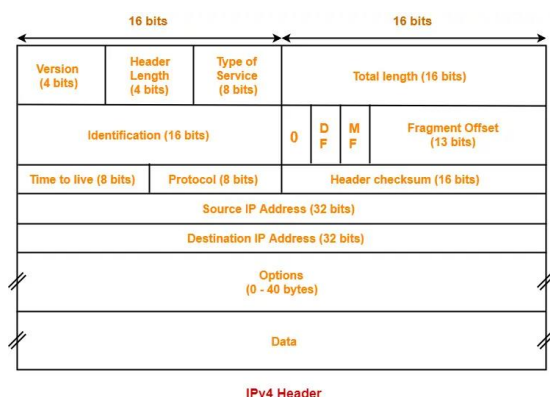 16 bits 16 bits
Version
(4 bits)
Header
Length
(4 bits)
Type of
Service
(8 bits)
Total length (16 bits)
Identification (16 bits)
0
D
F
M
F
Fragment Offset
(13 bits)
Time to live (8 bits) Protocol (8 bits) Header checksum (16 bits)
Source IP Address (32 bits)
Destination IP Address (32 bits)
Options
(0 - 40 bytes)
Data
IPv4 Header